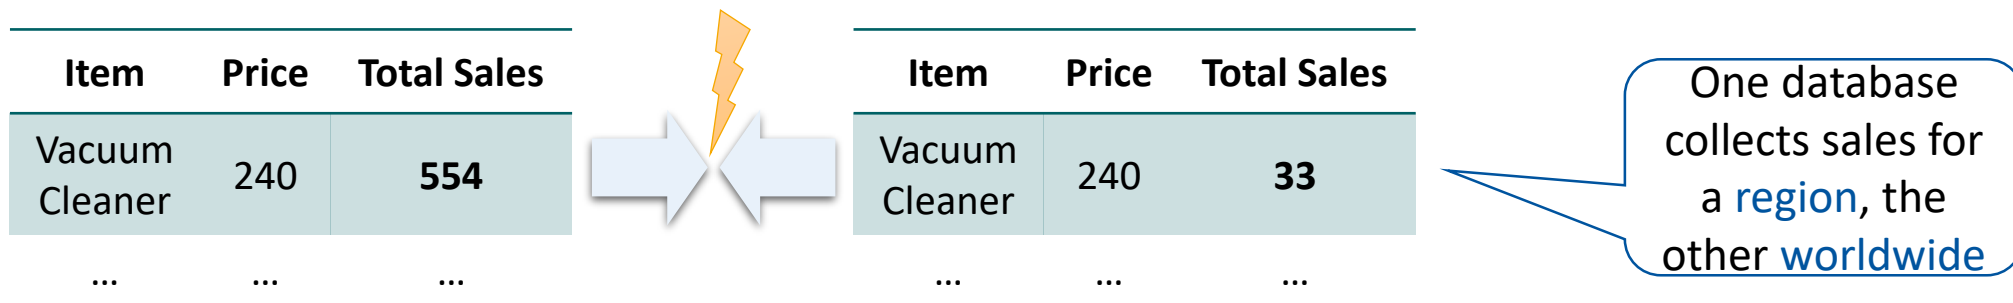 Item Price Total Sales
Vacuum Cleaner 240 554
... ... ...
Item Price Total Sales
Vacuum Cleaner 240 33
... ... ...
One database
collects sales for
a region, the
other worldwide